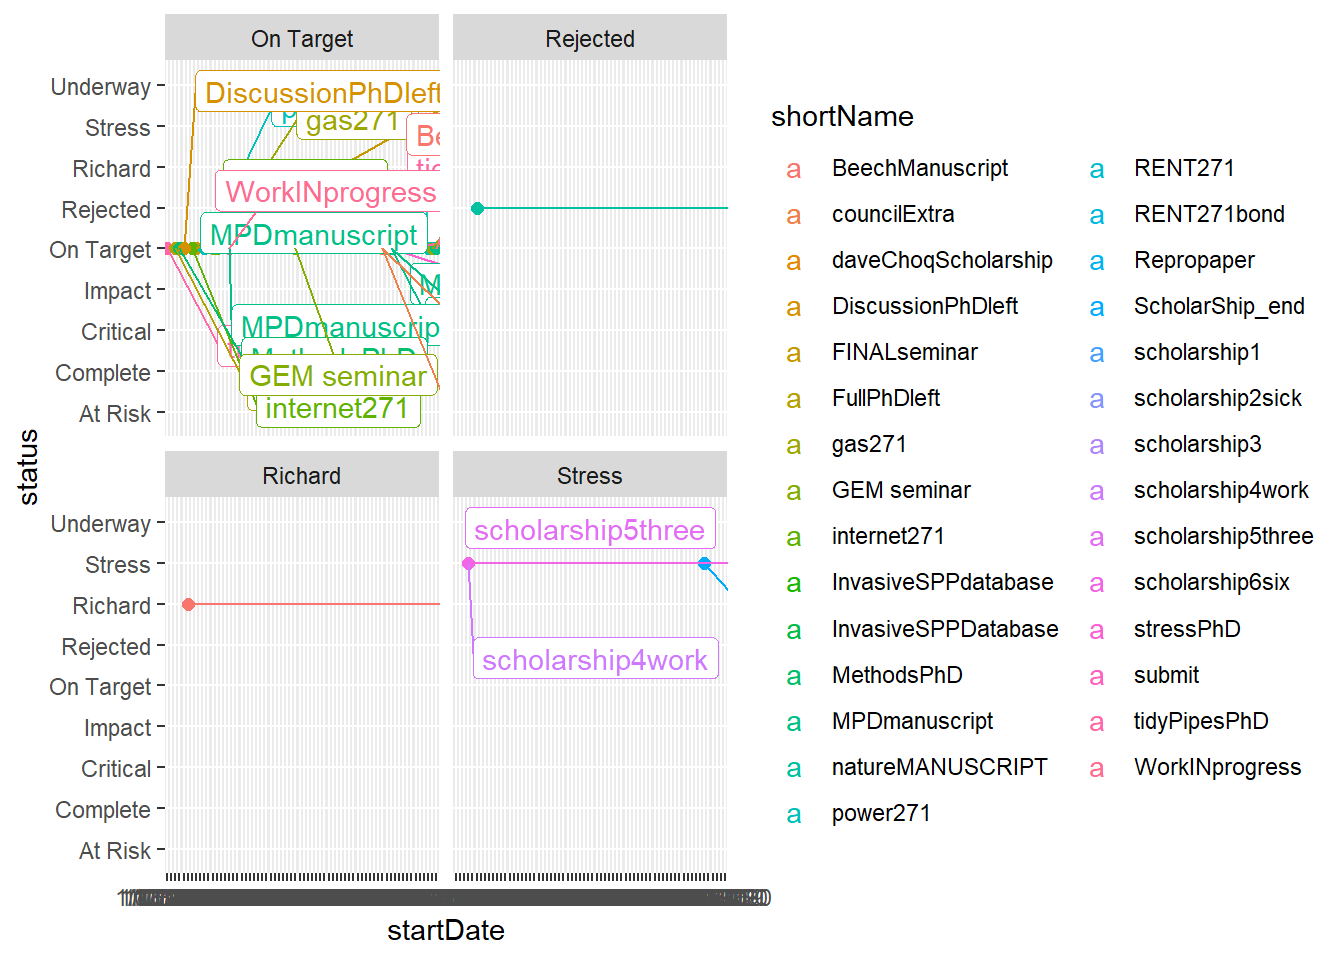 On Target
Rejected
Underway
Stress
Richard
Rejected
On Target
Impact
Critical
Complete
At Risk
DiscussionPhDleft
gas271
WorkINprogress
MPDmanuscript
MPDmanuscrip
GEM seminar
internet271
Richard
Stress
Underway
Stress
Richard
Rejected
On Target
Impact
Critical
Complete
At Risk
scholarship5three
scholarship4work
status
startDate
shortName
a BeechManuscript
a councilExtra
a daveChoqScholarship
a DiscussionPhDleft
a FINALseminar
a FullPhDleft
a gas271
a GEM seminar
a internet271
a InvasiveSPPdatabase
a InvasiveSPPDatabase
a MethodsPhD
a MPDmanuscript
a natureMANUSCRIPT
a power271
a RENT271
a RENT271bond
a Repropaper
a ScholarShip_end
a scholarship1
a scholarship2sick
a scholarship3
a scholarship4work
a scholarship5three
a scholarship6six
a stressPhD
a submit
a tidyPipesPhD
a WorkINprogress